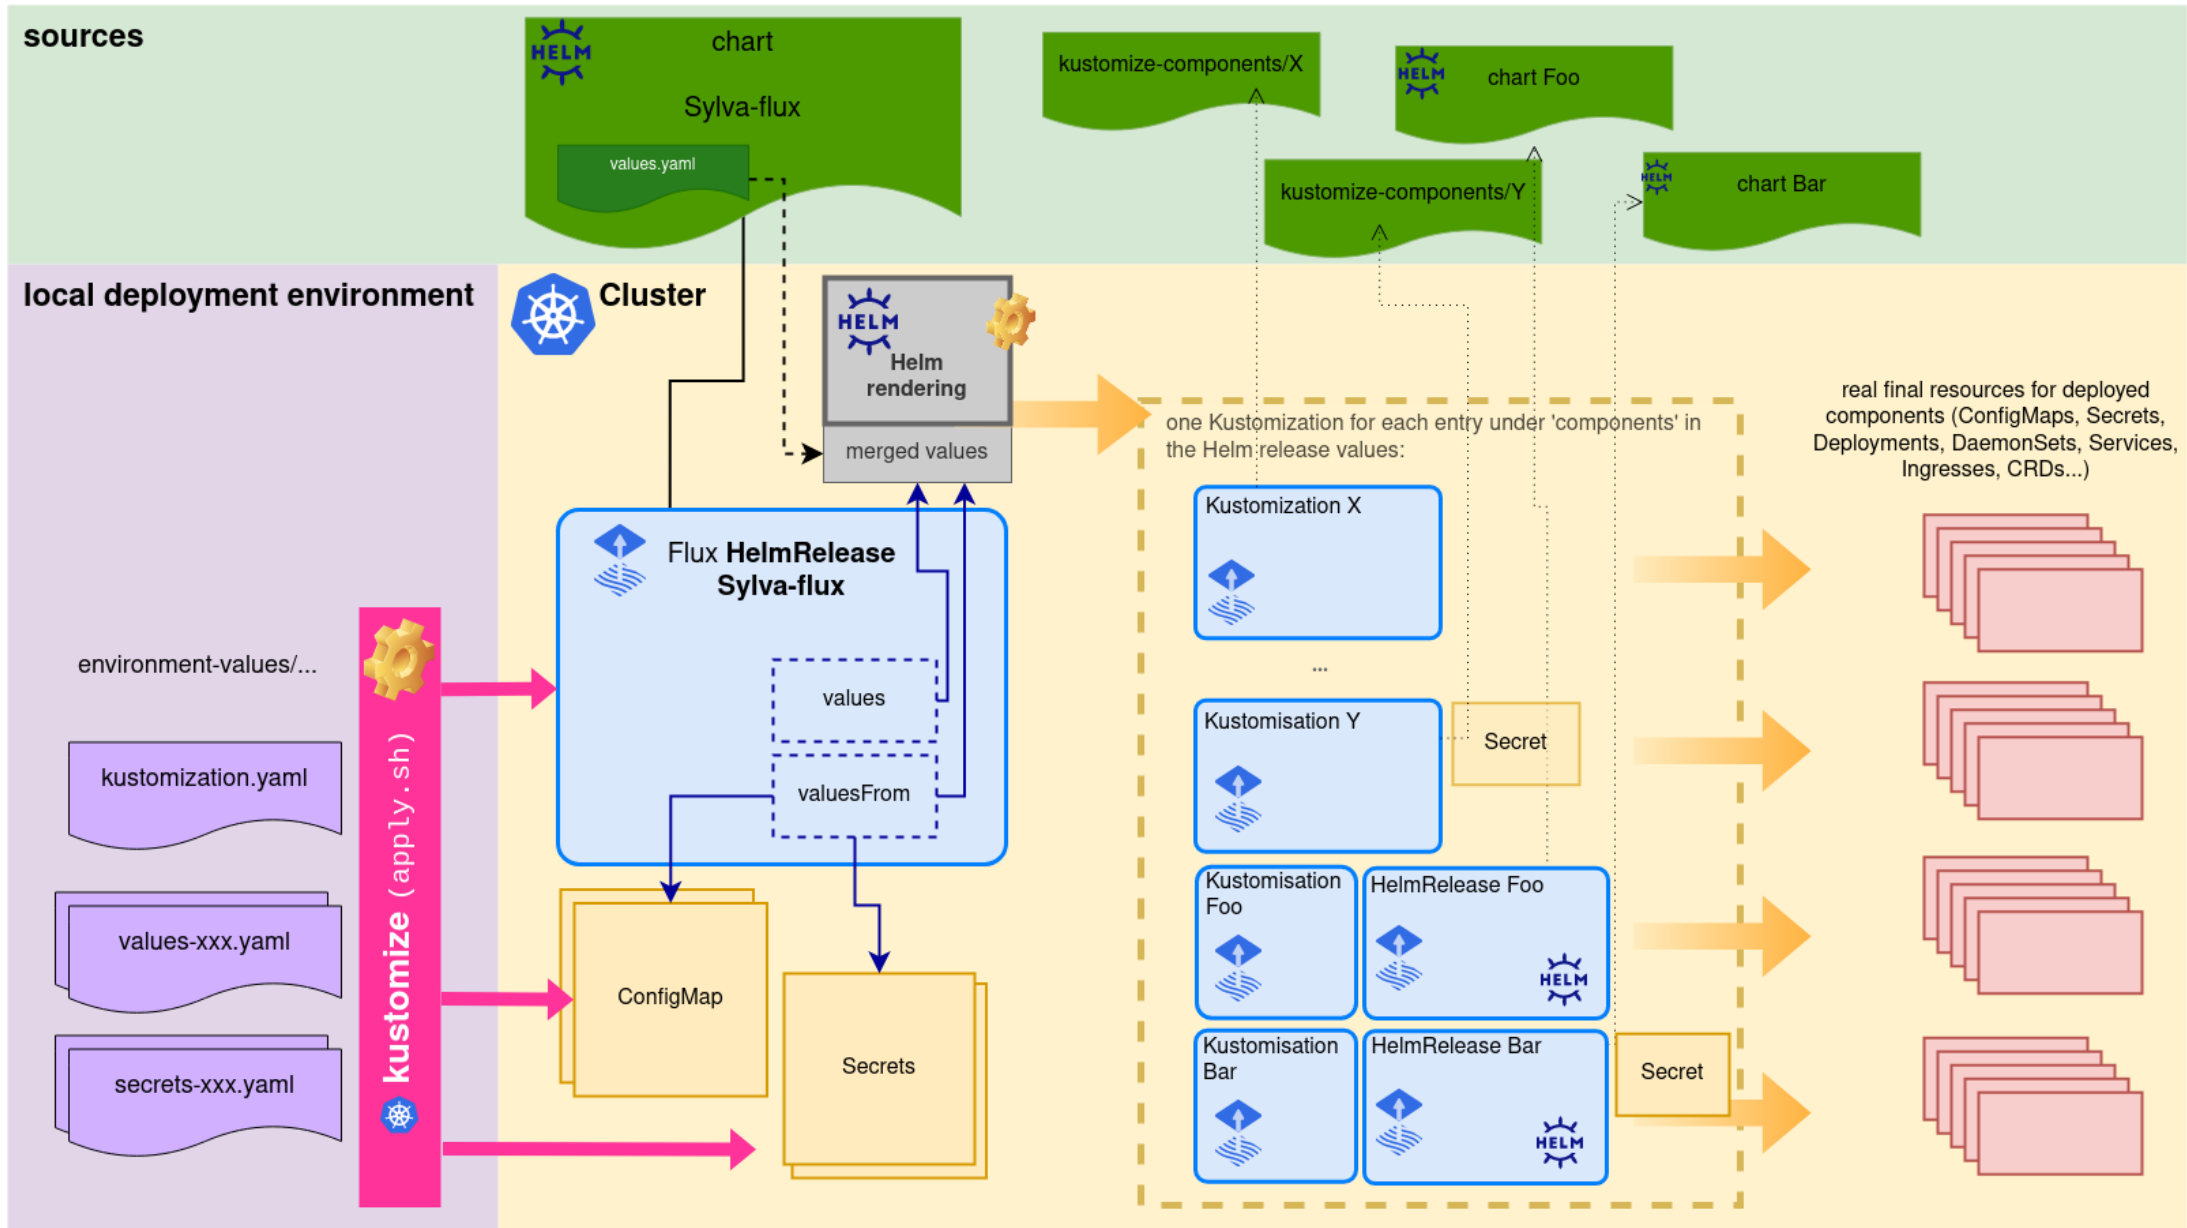 sources
HELM
chart
Sylva-flux
values.yaml
kustomize-components/X
HELM
chart Foo
kustomize-components/Y
HELM
chart Bar
local deployment environment
Cluster
HELM
Helm
rendering
merged values
one Kustomization for each entry under 'components' in
the Helm release values:
real final resources for deployed
components (ConfigMaps, Secrets,
Deployments, DaemonSets, Services,
Ingresses, CRDs...)
Flux HelmRelease
Sylva-flux
values
valuesFrom
environment-values/...
kustomization.yaml
values-xxx.yaml
secrets-xxx.yaml
kustomize (apply.sh)
ConfigMap
Secrets
Kustomization X
...
Kustomisation Y
Secret
Kustomisation
Foo
HelmRelease Foo
HELM
Kustomisation
Bar
HelmRelease Bar
HELM
Secret